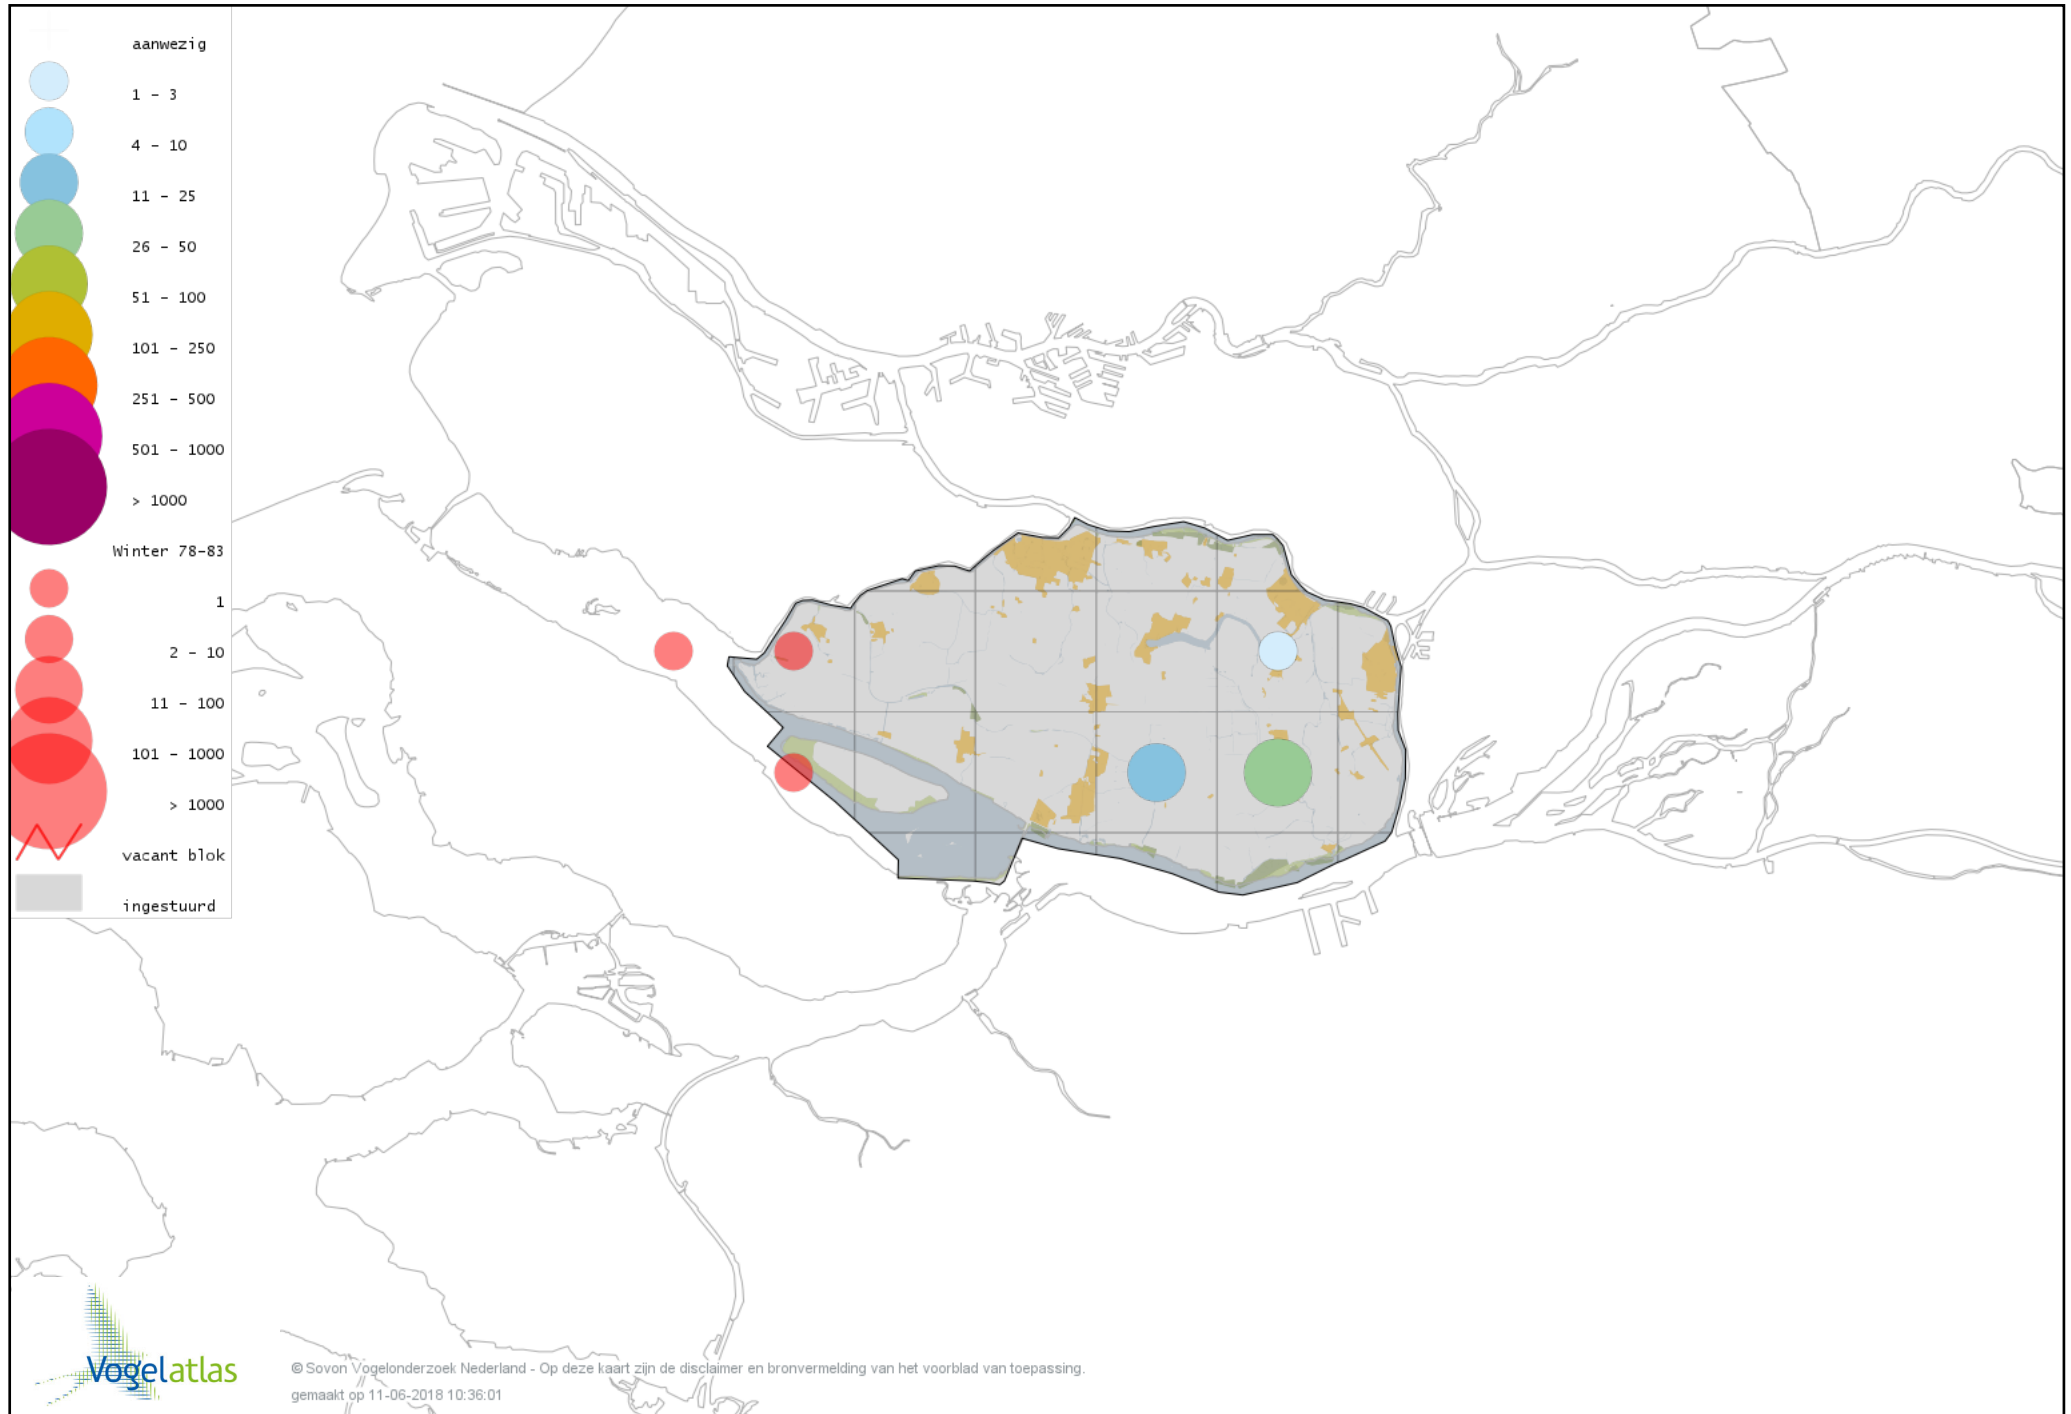 aanwezig
1 - 3
4 - 10
11 - 25
26 - 50
51 - 100
101 - 250
251 - 500
501 - 1000
> 1000
Winter 78-83
1
2 - 10
11 - 100
101 - 1000
> 1000
vacant blok
ingestuurd
Vogelatlas
© Sovon Vogelonderzoek Nederland - Op deze kaart zijn de disclaimer en bronvermelding van het voorblad van toepassing.
gemaakt op 11-06-2018 10:36:01